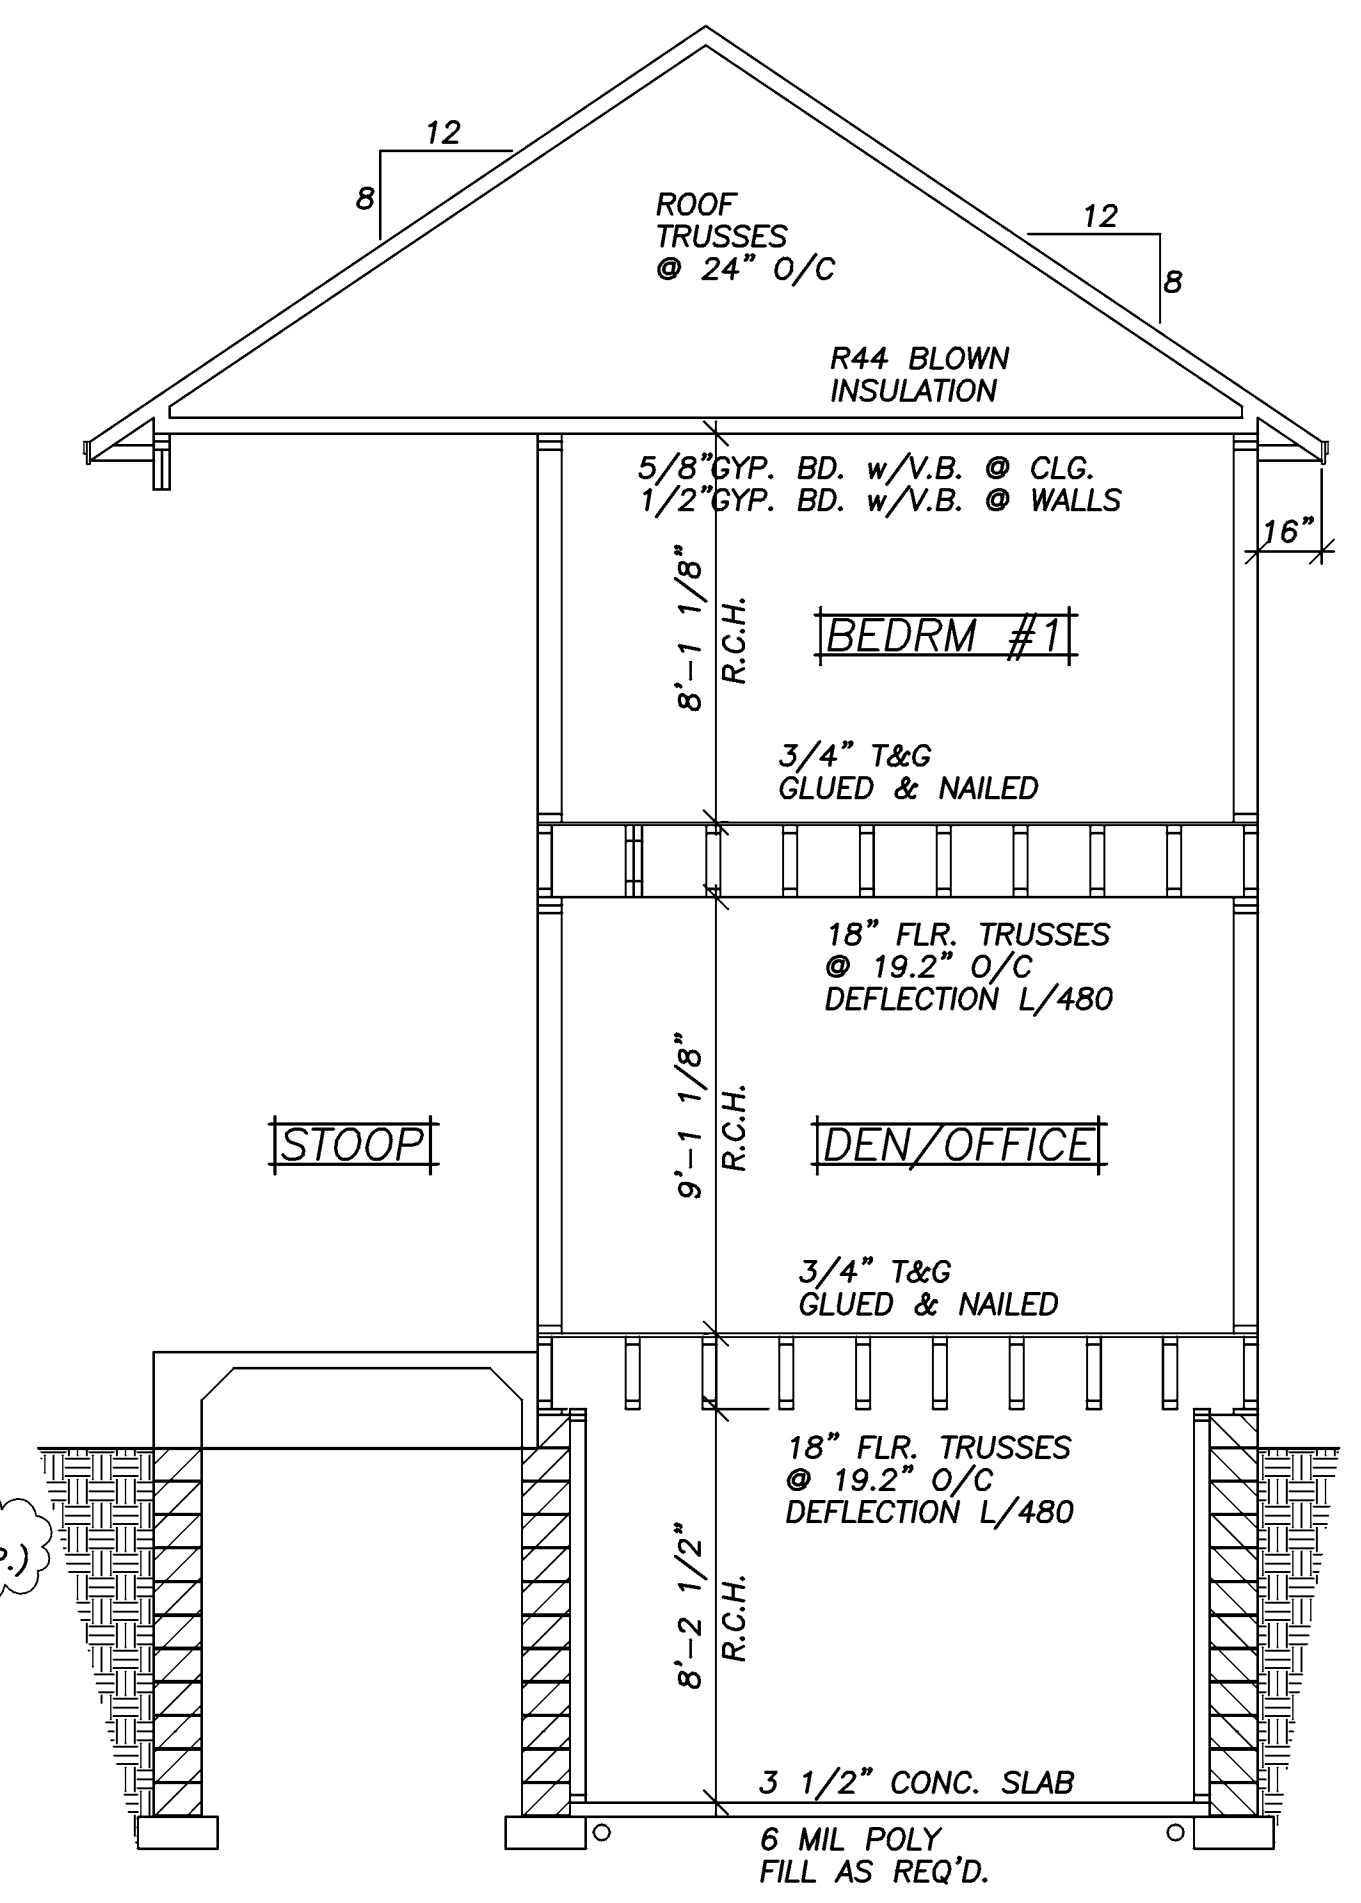 12
8
ROOF
TRUSSES
@ 24" O/C
12
8
R44 BLOWN
INSULATION
5/8"GYP. BD. w/V.B. @ CLG.
1/2"GYP. BD. w/V.B. @ WALLS
16"
8'-1 1/8"
R.C.H.
BEDRM #1
3/4" T&G
GLUED & NAILED
18" FLR. TRUSSES
@ 19.2" O/C
DEFLECTION L/480
9'-1 1/8"
R.C.H.
STOOP
DEN/OFFICE
3/4" T&G
GLUED & NAILED
18" FLR. TRUSSES
@ 19.2" O/C
DEFLECTION L/480
8'-2 1/2"
R.C.H.
3 1/2" CONC. SLAB
6 MIL POLY
FILL AS REQ'D.